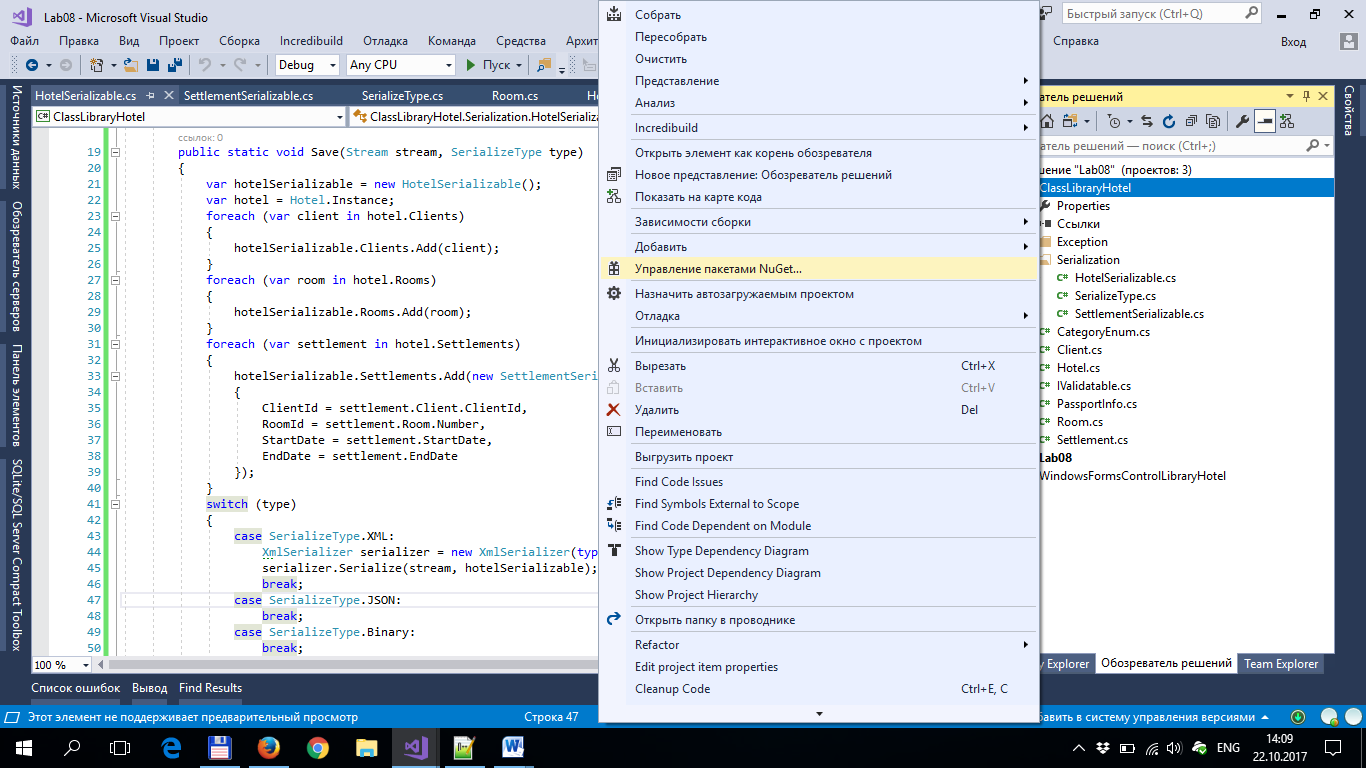 Lab08 - Microsoft Visual Studio
Быстрый запуск (Ctrl+Q)
Файл Правка Вид Проект Сборка Incredibuild Отладка Команда Средства Архит
Справка Вход
Debug Any CPU Пуск
HotelSerializable.cs SettlementSerializable.cs SerializeType.cs Room.cs
ClassLibraryHotel ClassLibraryHotel.Serialization.HotelSerializa
Источники данных
Обозреватель серверов
Панель элементов
SQLite/SQL Server Compact Toolbox
ссылок: 0
19 public static void Save(Stream stream, SerializeType type)
20 {
21 var hotelSerializable = new HotelSerializable();
22 var hotel = Hotel.Instance;
23 foreach (var client in hotel.Clients)
24 {
25 hotelSerializable.Clients.Add(client);
26 }
27 foreach (var room in hotel.Rooms)
28 {
29 hotelSerializable.Rooms.Add(room);
30 }
31 foreach (var settlement in hotel.Settlements)
32 {
33 hotelSerializable.Settlements.Add(new SettlementSeri
34 {
35 ClientId = settlement.Client.ClientId,
36 RoomId = settlement.Room.Number,
37 StartDate = settlement.StartDate,
38 EndDate = settlement.EndDate
39 });
40 }
41 switch (type)
42 {
43 case SerializeType.XML:
44 XmlSerializer serializer = new XmlSerializer(typ
45 serializer.Serialize(stream, hotelSerializable);
46 break;
47 case SerializeType.JSON:
48 break;
49 case SerializeType.Binary:
50 break;
100 %
Список ошибок Вывод Find Results
Этот элемент не поддерживает предварительный просмотр
Строка 47
Собрать
Пересобрать
Очистить
Представление
Анализ
Incredibuild
Открыть элемент как корень обозревателя
Новое представление: Обозреватель решений
Показать на карте кода
Зависимости сборки
Добавить
Управление пакетами NuGet...
Назначить автозагружаемым проектом
Отладка
Инициализировать интерактивное окно с проектом
Вырезать Ctrl+X
Вставить Ctrl+V
Удалить Del
Переименовать
Выгрузить проект
Find Code Issues
Find Symbols External to Scope
Find Code Dependent on Module
Show Type Dependency Diagram
Show Project Dependency Diagram
Show Project Hierarchy
Открыть папку в проводнике
Refactor
Edit project item properties
Cleanup Code Ctrl+E, C
атель решений
атель решений — поиск (Ctrl+;)
шение "Lab08" (проектов: 3)
ClassLibraryHotel
Properties
Ссылки
Exception
Serialization
C# HotelSerializable.cs
C# SerializeType.cs
C# SettlementSerializable.cs
CategoryEnum.cs
Client.cs
Hotel.cs
IValidatable.cs
PassportInfo.cs
Room.cs
Settlement.cs
Lab08
WindowsFormsControlLibraryHotel
Свойства
y Explorer Обозреватель решений Team Explorer
бавить в систему управления версиями
ENG
14:09
22.10.2017